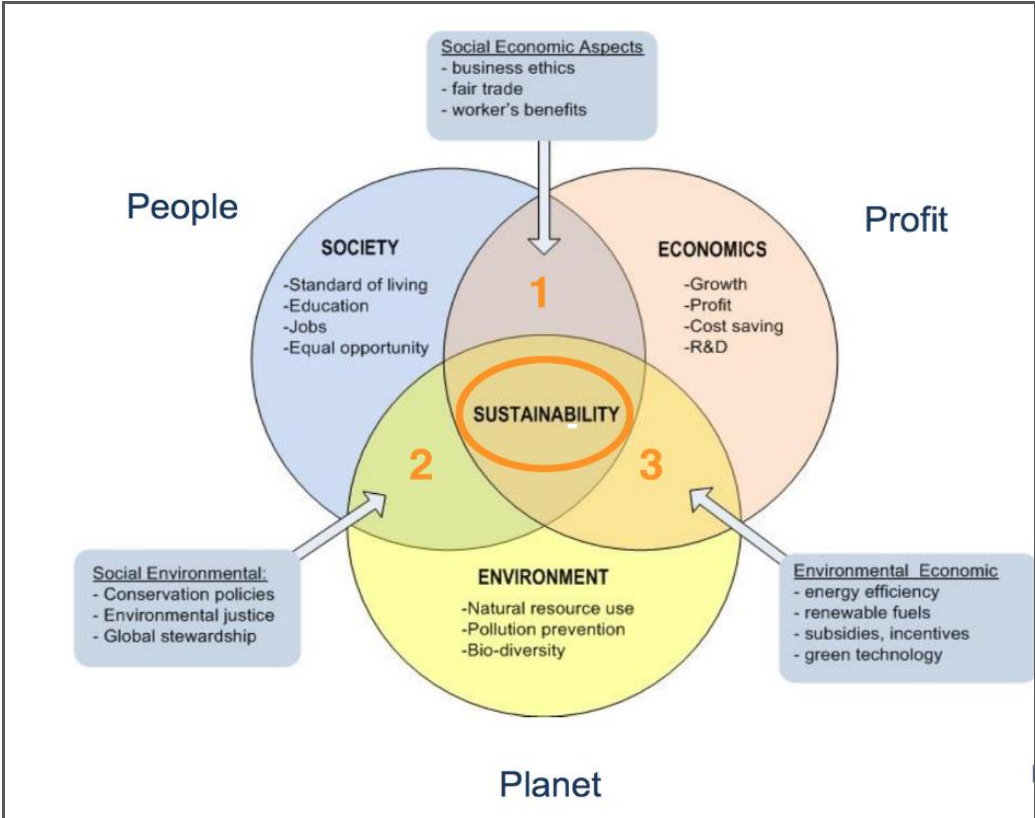 Social Economic Aspects
- business ethics
- fair trade
- worker's benefits
People
Profit
SOCIETY
-Standard of living
-Education
-Jobs
-Equal opportunity
1
ECONOMICS
-Growth
-Profit
-Cost saving
-R&D
SUSTAINABILITY
2
3
Social Environmental:
- Conservation policies
- Environmental justice
- Global stewardship
ENVIRONMENT
-Natural resource use
-Pollution prevention
-Bio-diversity
Environmental Economic
- energy efficiency
- renewable fuels
- subsidies, incentives
- green technology
Planet